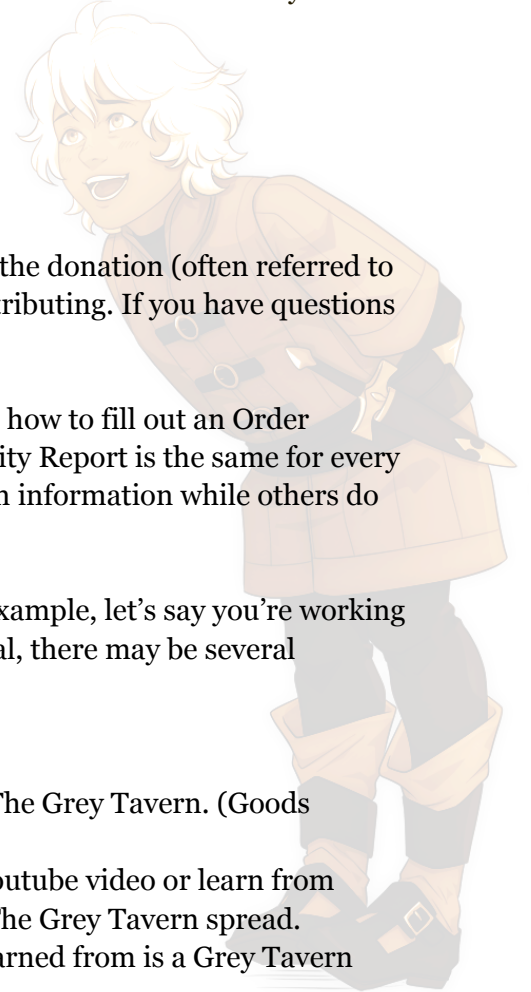 the donation (often referred to
tributing. If you have questions
how to fill out an Order
ity Report is the same for every
n information while others do
xample, let’s say you’re working
al, there may be several
The Grey Tavern. (Goods
outube video or learn from
The Grey Tavern spread.
arned from is a Grey Tavern